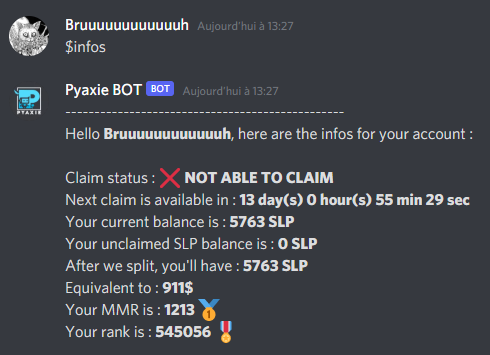 Bruuuuuuuuuuuuh Aujourd'hui à 13:27
$infos
PYAXIE
Pyaxie BOT BOT Aujourd'hui à 13:27
------------------------------------------------
Hello Bruuuuuuuuuuuuh, here are the infos for your account :
Claim status : ❌ NOT ABLE TO CLAIM
Next claim is available in : 13 day(s) 0 hour(s) 55 min 29 sec
Your current balance is : 5763 SLP
Your unclaimed SLP balance is : 0 SLP
After we split, you'll have : 5763 SLP
Equivalent to : 911$
Your MMR is : 1213 🥇
Your rank is : 545056 🎖